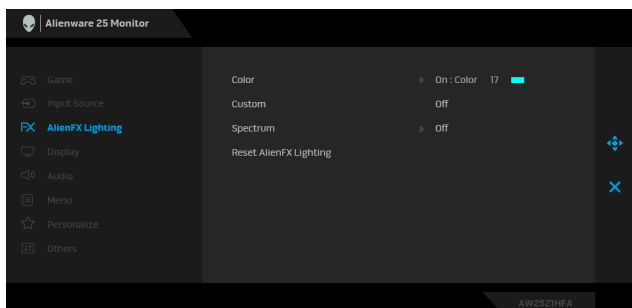 Alienware 25 Monitor
Game
Input Source
FX AlienFX Lighting
Display
Audio
Menu
Personalize
Others
Color On : Color 17
Custom Off
Spectrum Off
Reset AlienFX Lighting
AW2521HFA